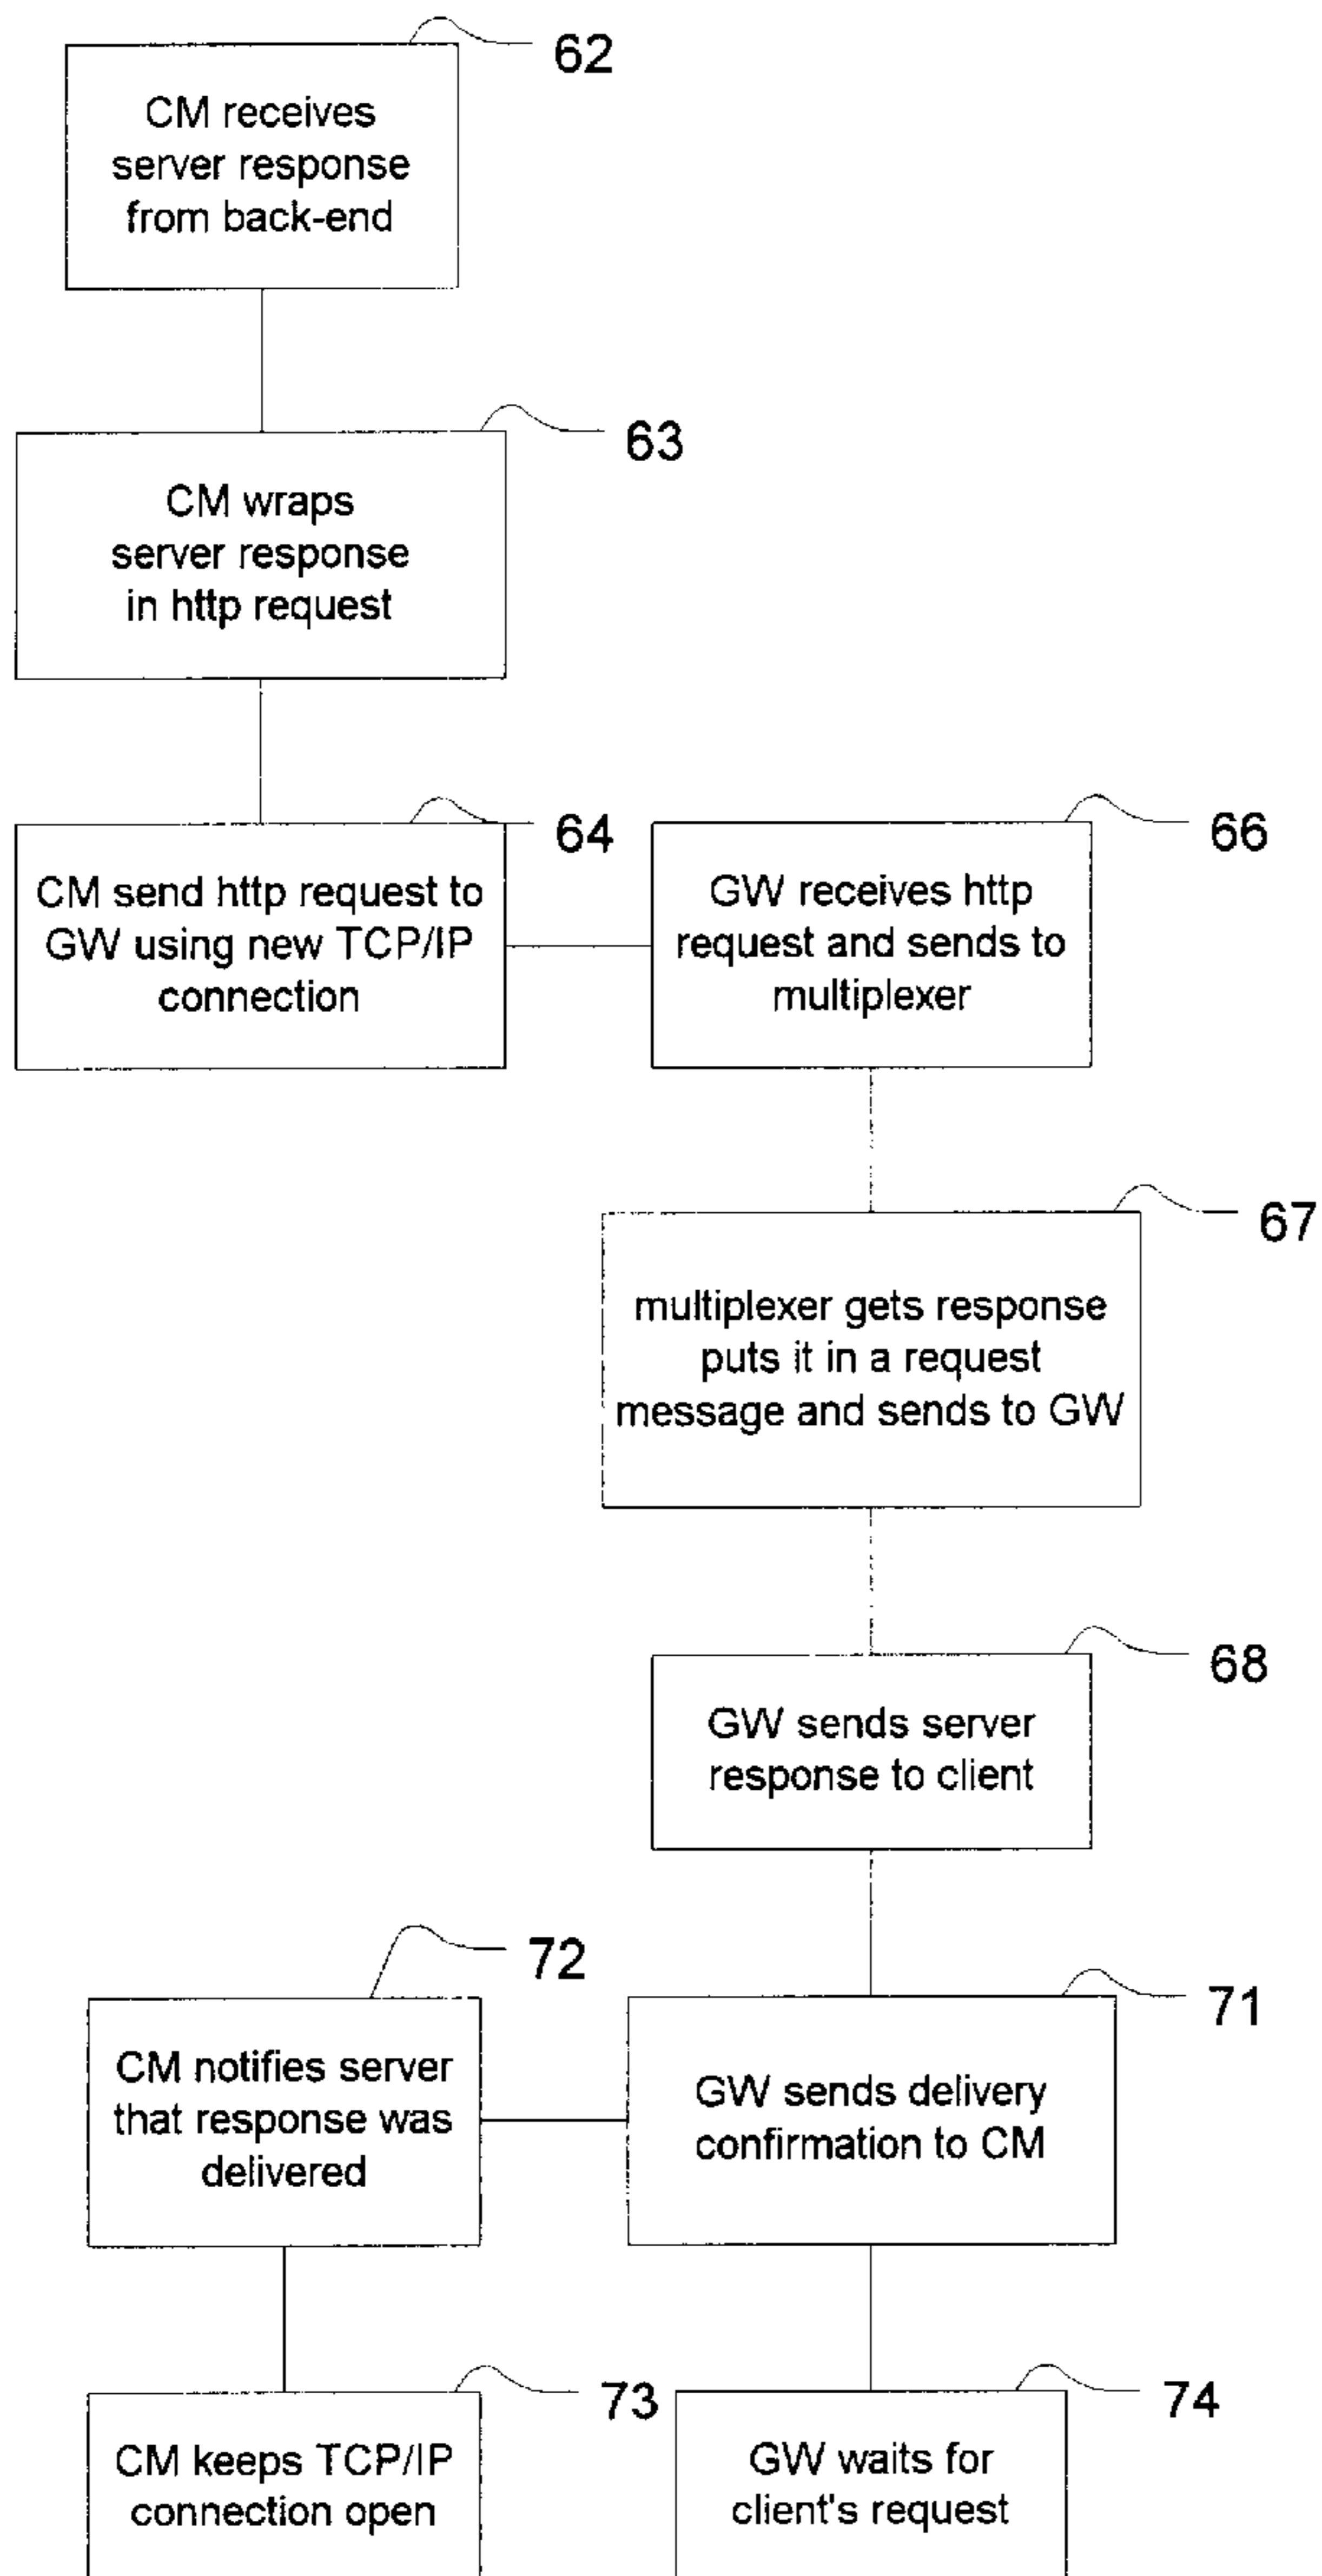 62
CM receives
server response
from back-end
63
CM wraps
server response
in http request
64
CM send http request to
GW using new TCP/IP
connection
66
GW receives http
request and sends to
multiplexer
67
multiplexer gets response
puts it in a request
message and sends to GW
68
GW sends server
response to client
72
CM notifies server
that response was
delivered
71
GW sends delivery
confirmation to CM
73
CM keeps TCP/IP
connection open
74
GW waits for
client's request